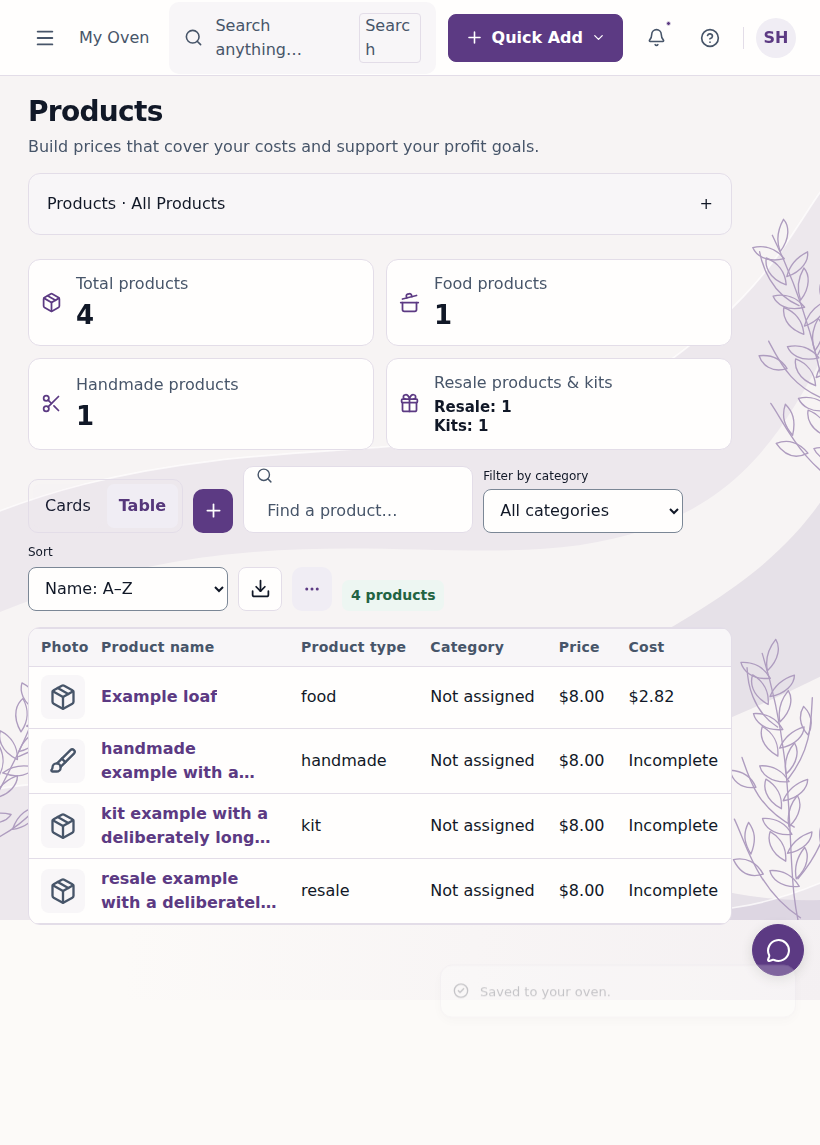 My Oven
Search
anything…
Searc
h
Quick Add
SH
Products
Build prices that cover your costs and support your profit goals.
Products · All Products
Total products
4
Food products
1
Handmade products
1
Resale products & kits
Resale: 1
Kits: 1
Cards
Table
Find a product…
Filter by category
All categories
Sort
Name: A–Z
4 products
Photo Product name Product type Category Price Cost
Example loaf food Not assigned $8.00 $2.82
handmade
example with a… handmade Not assigned $8.00 Incomplete
kit example with a
deliberately long… kit Not assigned $8.00 Incomplete
resale example
with a deliberatel… resale Not assigned $8.00 Incomplete
Saved to your oven.